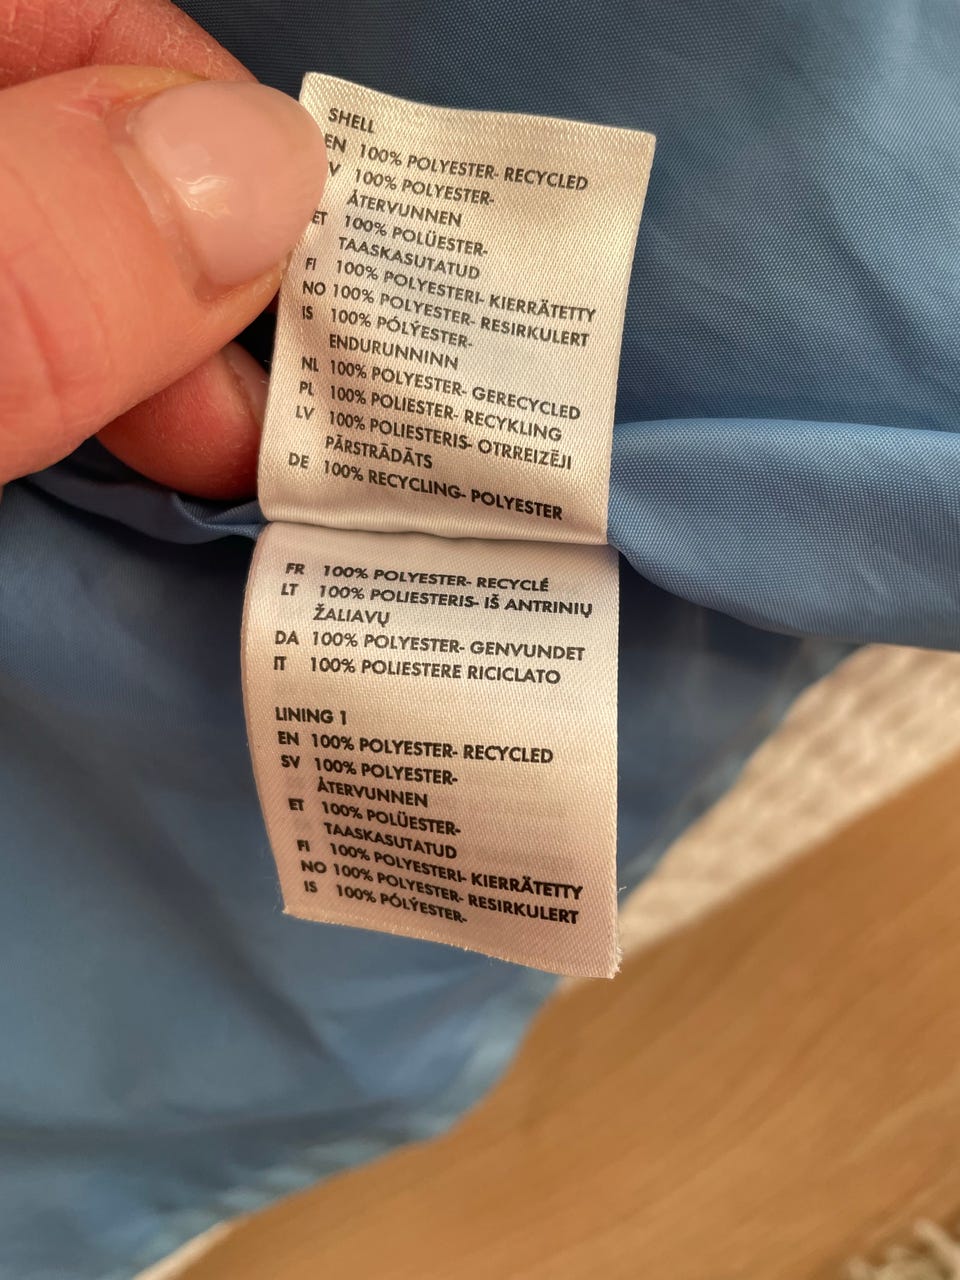 SHELL
EN 100% POLYESTER- RECYCLED
V 100% POLYESTER-
ÅTERVUNNEN
ET 100% POLÜESTER-
TAASKASUTATUD
FI 100% POLYESTERI- KIERRÄTETTY
NO 100% POLYESTER- RESIRKULERT
IS 100% PÓLÝESTER-
ENDURUNNINN
NL 100% POLYESTER- GERECYCLED
PL 100% POLIESTER- RECYKLING
LV 100% POLIESTERIS- OTRREIZĒJI
PĀRSTRĀDĀTS
DE 100% RECYCLING- POLYESTER
FR 100% POLYESTER- RECYCLÉ
LT 100% POLIESTERIS- IŠ ANTRINIŲ
ŽALIAVŲ
DA 100% POLYESTER- GENVUNDET
IT 100% POLIESTERE RICICLATO
LINING 1
EN 100% POLYESTER- RECYCLED
SV 100% POLYESTER-
ÅTERVUNNEN
ET 100% POLÜESTER-
TAASKASUTATUD
FI 100% POLYESTERI- KIERRÄTETTY
NO 100% POLYESTER- RESIRKULERT
IS 100% PÓLÝESTER-